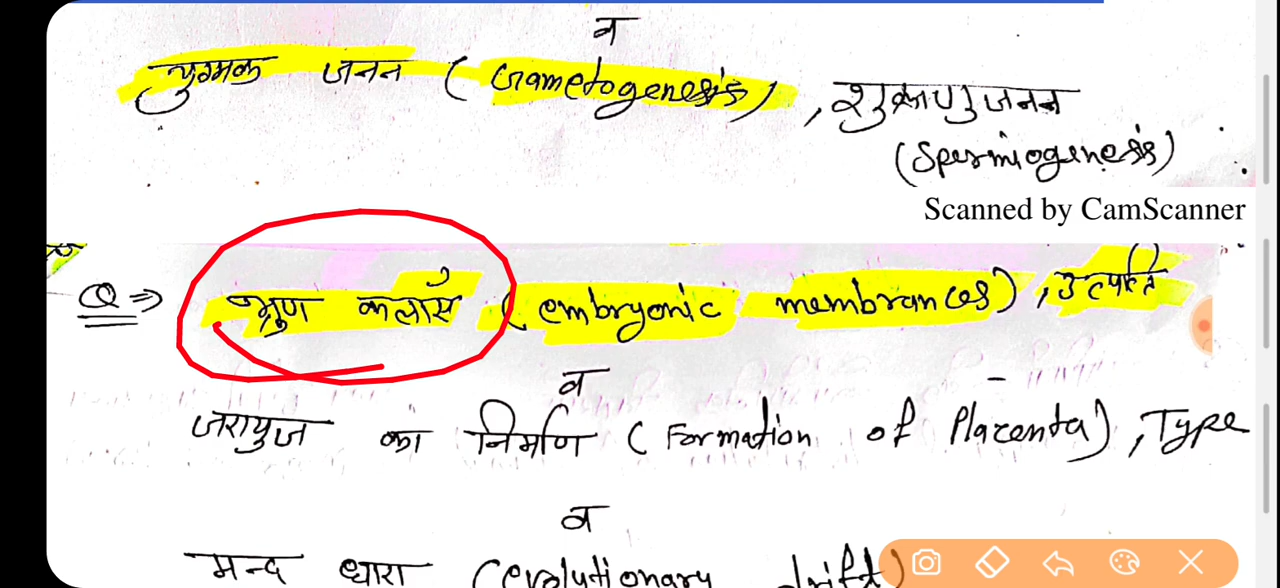 व
युग्मक जनन (Gametogenesis), शुक्राणुजनन
(Spermiogenesis)
Scanned by CamScanner
Q ⇒ भ्रुण कलाएँ (embryonic membranes), उत्पत्ति
व
जरायुज का निर्माण (Formation of Placenta), Type
व
मन्द धारा (evolutionary drift)